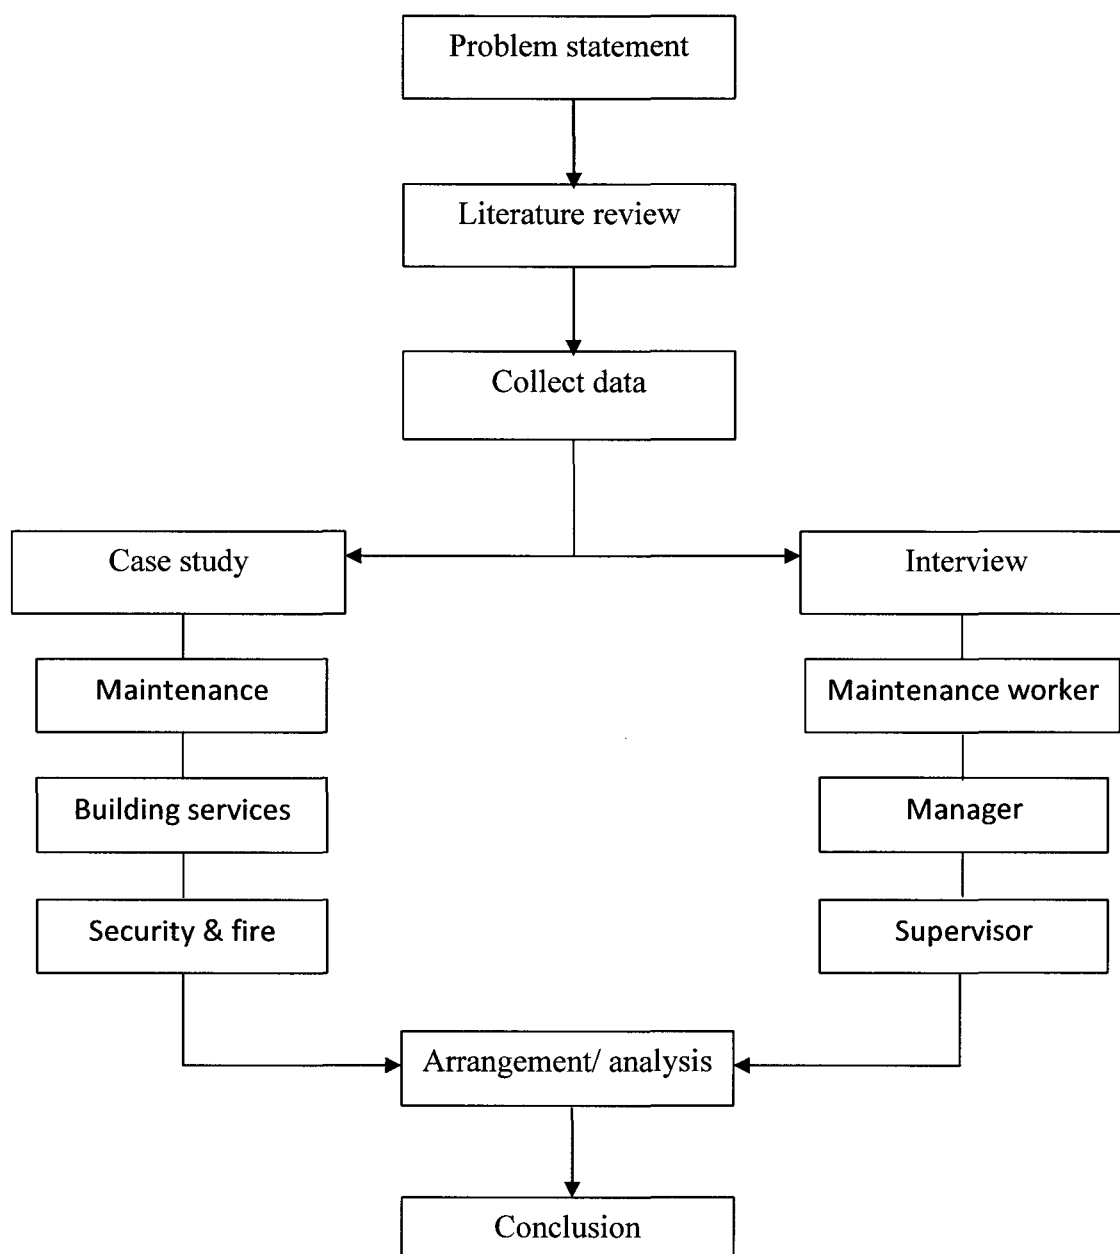 Problem statement
Literature review
Collect data
Case study
Interview
Maintenance
Maintenance worker
Building services
Manager
Security & fire
Supervisor
Arrangement/ analysis
Conclusion